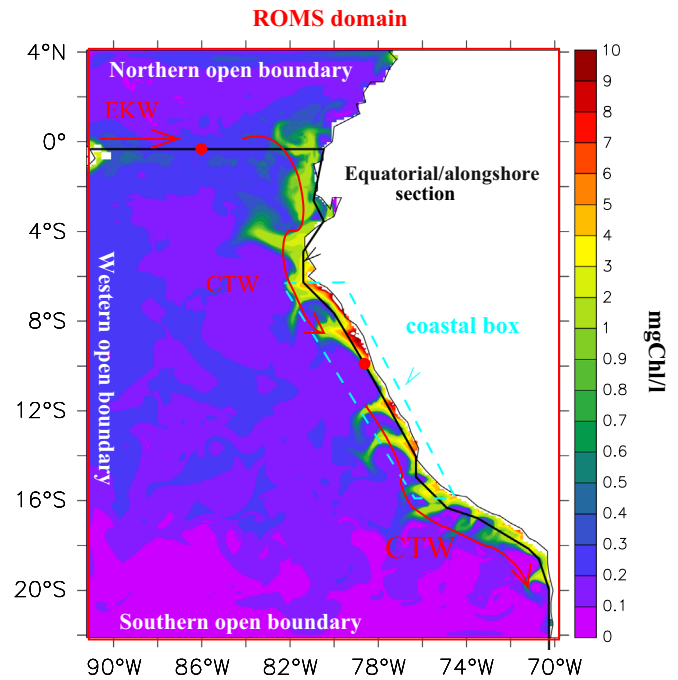 ROMS domain
4°N
Northern open boundary
EKW
0°
Equatorial/alongshore
section
4°S
CTW
Western open boundary
8°S
coastal box
12°S
16°S
CTW
20°S
Southern open boundary
90°W
86°W
82°W
78°W
74°W
70°W
10
9
8
7
6
5
4
3
2
1
0.9
0.8
0.7
0.6
0.5
0.4
0.3
0.2
0.1
0
mgChl/l